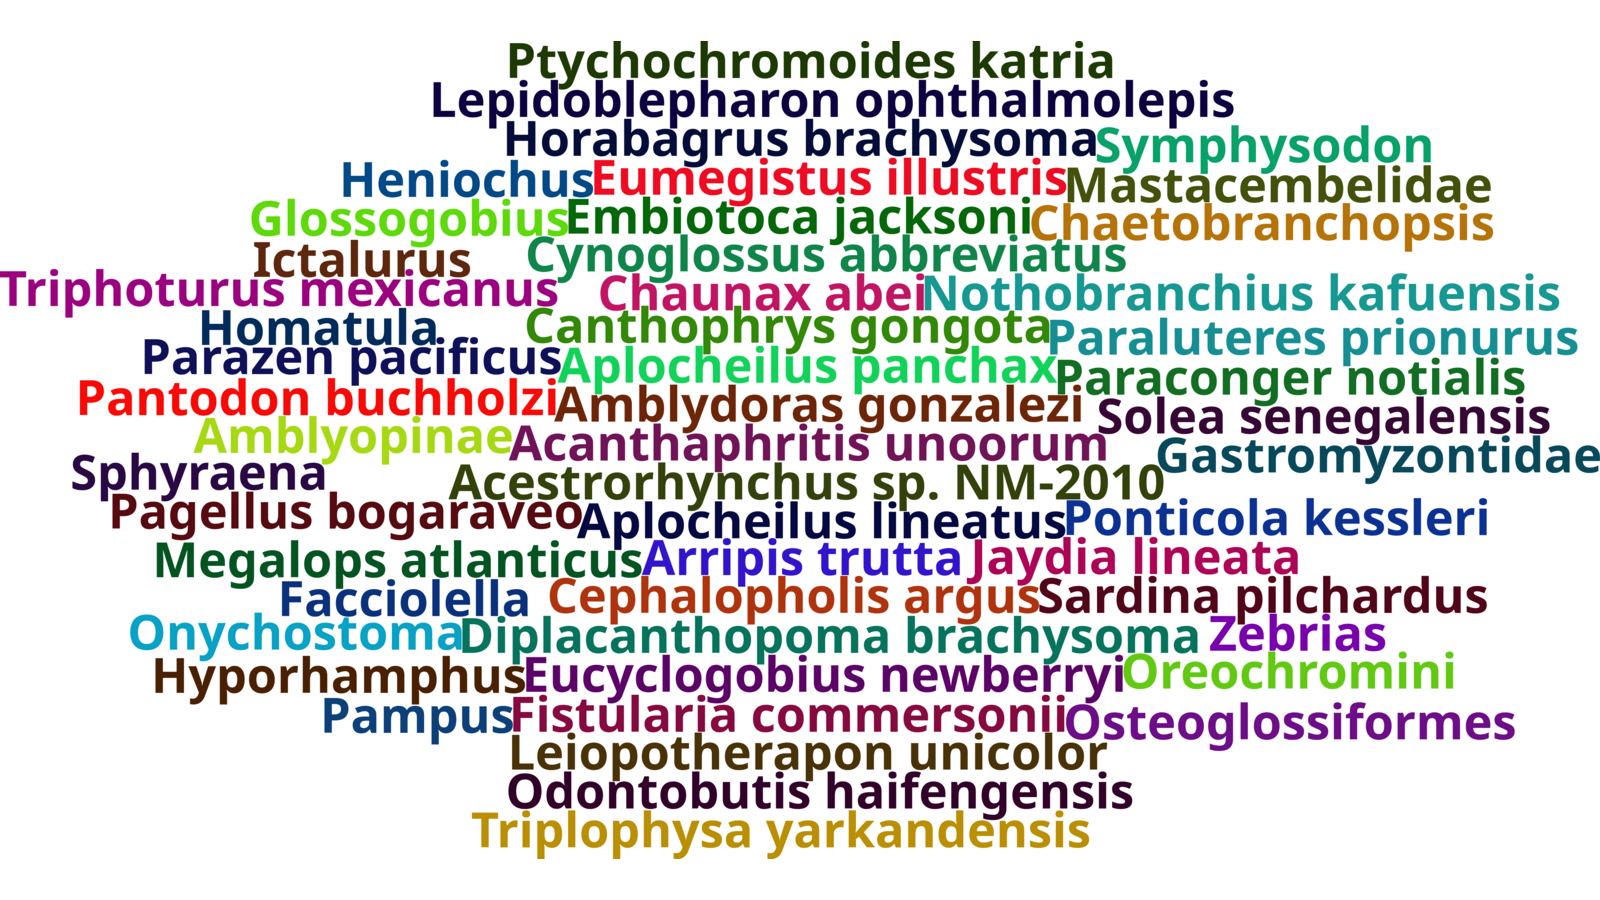 Ptychochromoides katria
Lepidoblepharon ophthalmolepis
Horabagrus brachysoma
Symphysodon
Heniochus
Eumegistus illustris
Mastacembelidae
Glossogobius
Embiotoca jacksoni
Chaetobranchopsis
Ictalurus
Cynoglossus abbreviatus
Triphoturus mexicanus
Chaunax abei
Nothobranchius kafuensis
Homatula
Canthophrys gongota
Paraluteres prionurus
Parazen pacificus
Aplocheilus panchax
Paraconger notialis
Pantodon buchholzi
Amblydoras gonzalezi
Solea senegalensis
Amblyopinae
Acanthaphritis unoorum
Gastromyzontidae
Sphyraena
Acestrorhynchus sp. NM-2010
Pagellus bogaraveo
Aplocheilus lineatus
Ponticola kessleri
Megalops atlanticus
Arripis trutta
Jaydia lineata
Facciolella
Cephalopholis argus
Sardina pilchardus
Onychostoma
Diplacanthopoma brachysoma
Zebrias
Hyporhamphus
Eucyclogobius newberryi
Oreochromini
Pampus
Fistularia commersonii
Osteoglossiformes
Leiopotherapon unicolor
Odontobutis haifengensis
Triplophysa yarkandensis